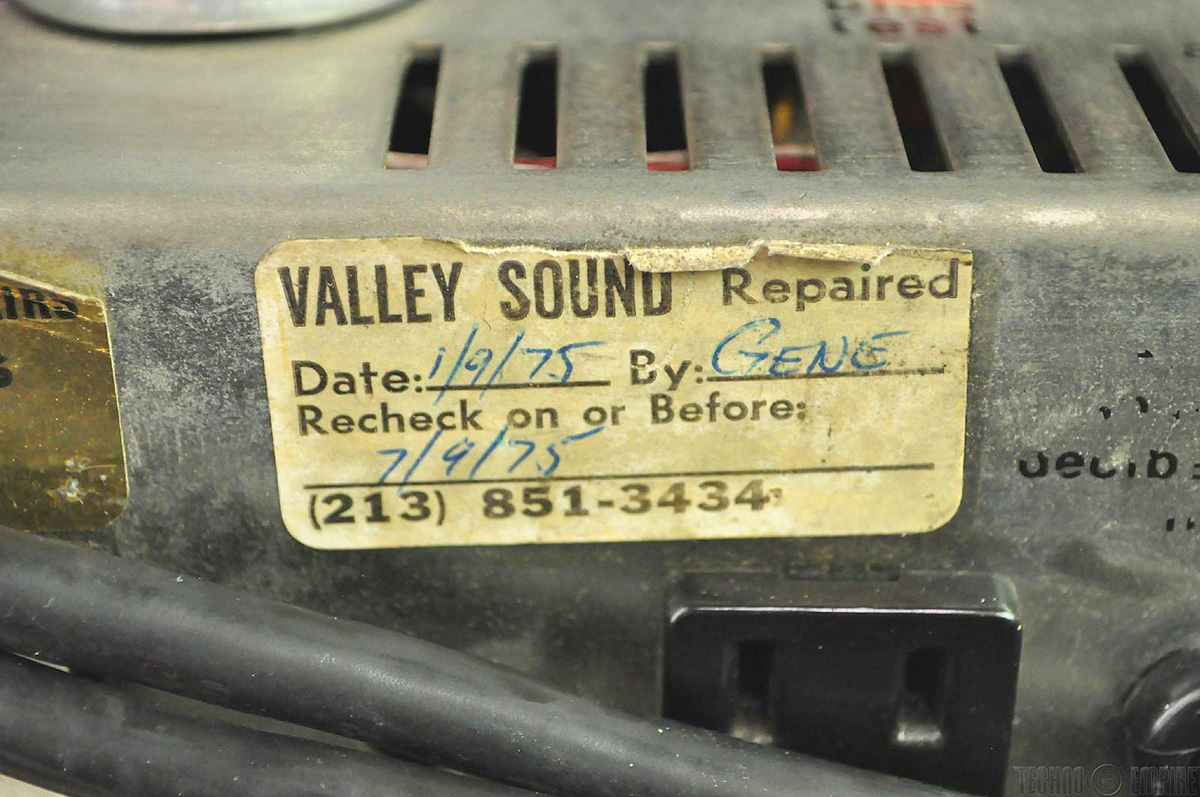 VALLEY SOUND Repaired
Date: 1/9/75 By: GENE
Recheck on or Before:
7/9/75
(213) 851-3434
TECHNO EMPIRE